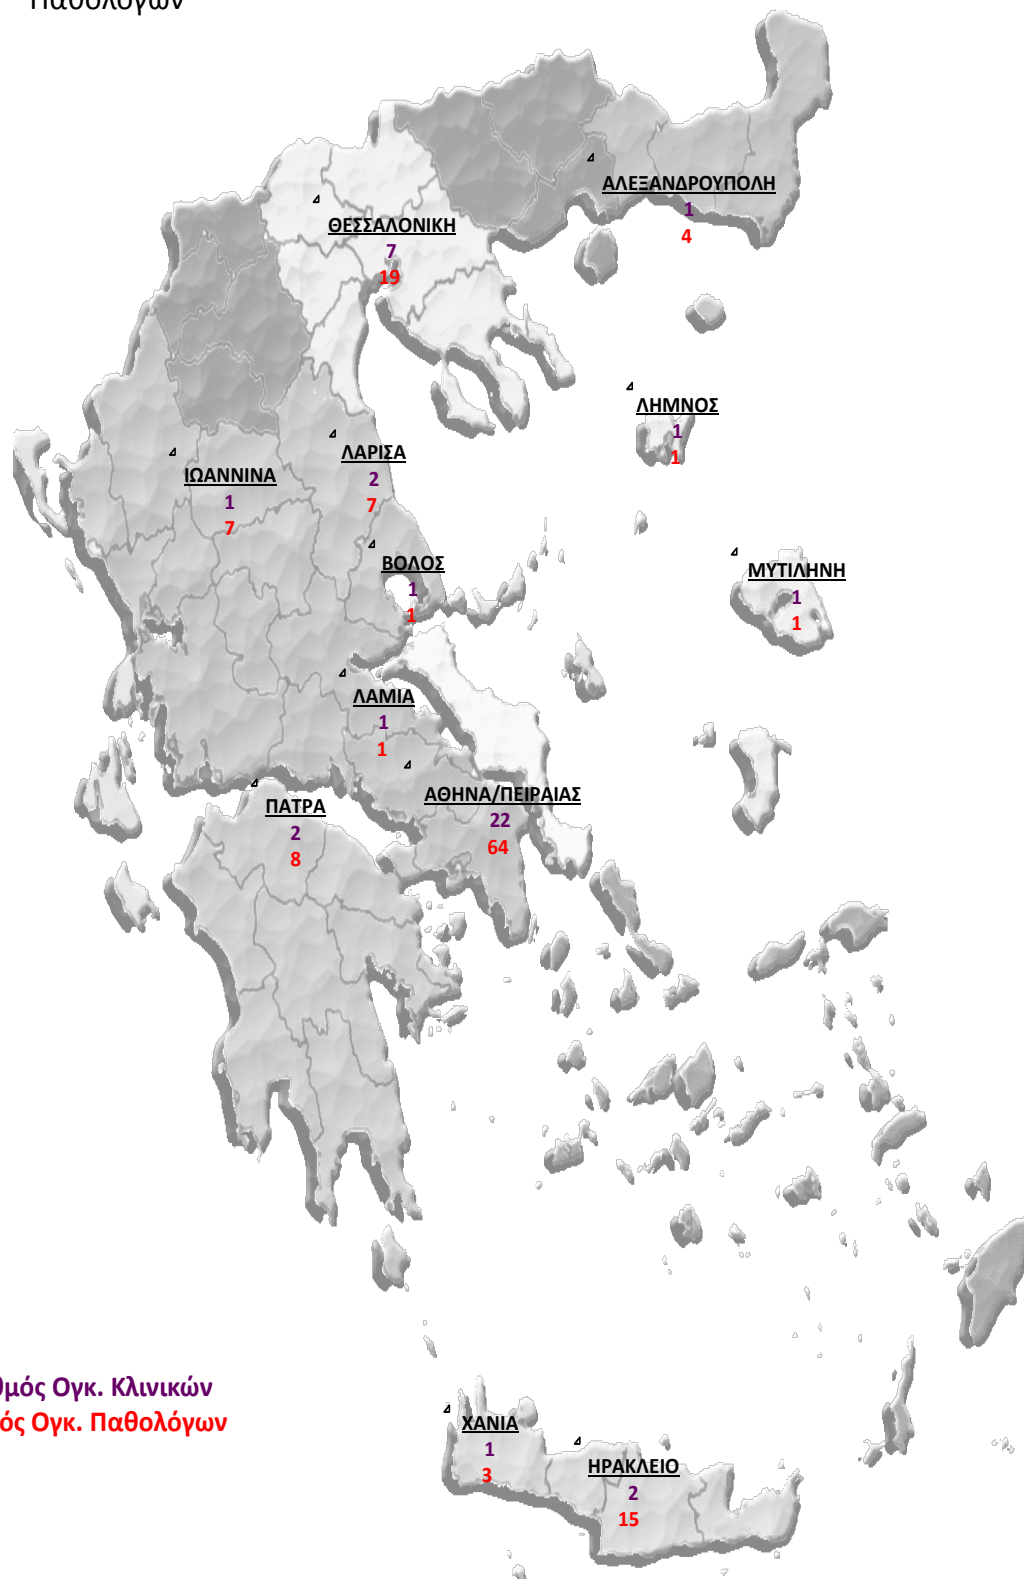 Παθολόγων
ΑΛΕΞΑΝΔΡΟΥΠΟΛΗ
1
4
ΘΕΣΣΑΛΟΝΙΚΗ
7
19
ΛΗΜΝΟΣ
1
1
ΛΑΡΙΣΑ
2
7
ΙΩΑΝΝΙΝΑ
1
7
ΒΟΛΟΣ
1
1
ΜΥΤΙΛΗΝΗ
1
1
ΛΑΜΙΑ
1
1
ΑΘΗΝΑ/ΠΕΙΡΑΙΑΣ
22
64
ΠΑΤΡΑ
2
8
θμός Ογκ. Κλινικών
ός Ογκ. Παθολόγων
ΧΑΝΙΑ
1
3
ΗΡΑΚΛΕΙΟ
2
15